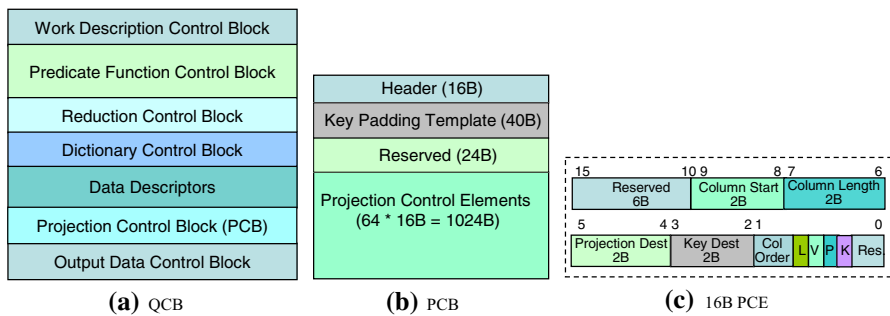 Work Description Control Block
Predicate Function Control Block
Reduction Control Block
Dictionary Control Block
Data Descriptors
Projection Control Block (PCB)
Output Data Control Block
(a) QCB
Header (16B)
Key Padding Template (40B)
Reserved (24B)
Projection Control Elements
(64 * 16B = 1024B)
(b) PCB
15 10 9 8 7 6
Reserved
6B
Column Start
2B
Column Length
2B
5 4 3 2 1 0
Projection Dest
2B
Key Dest
2B
Col
Order
L V P K Res.
(c) 16B PCE